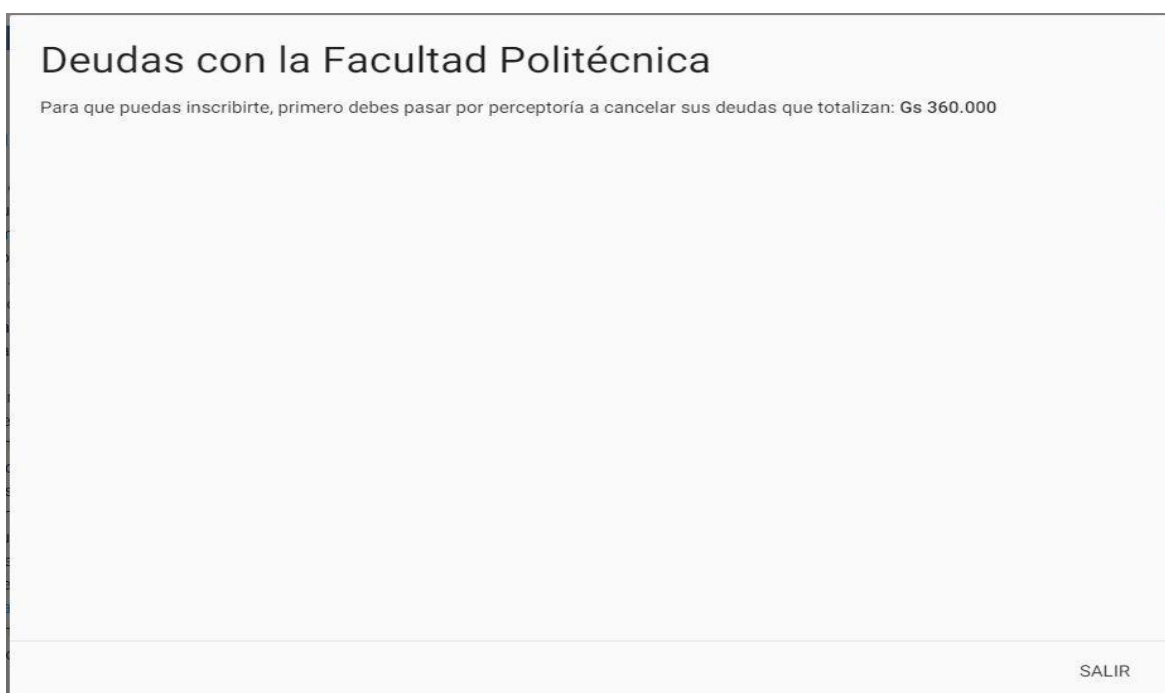 Deudas con la Facultad Politécnica
Para que puedas inscribirte, primero debes pasar por perceptoría a cancelar sus deudas que totalizan: Gs 360.000
SALIR